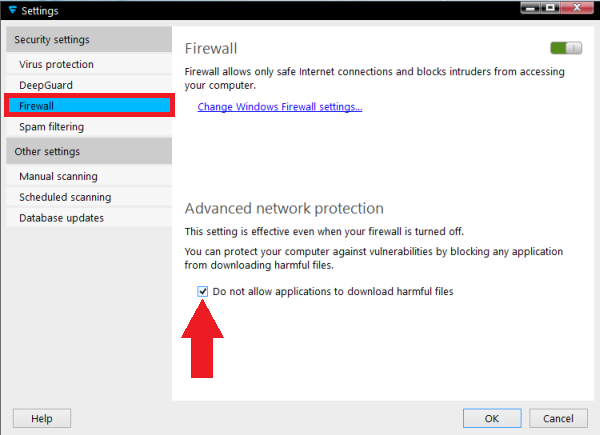 Settings
Security settings
Virus protection
DeepGuard
Firewall
Spam filtering
Other settings
Manual scanning
Scheduled scanning
Database updates
Firewall
Firewall allows only safe Internet connections and blocks intruders from accessing
your computer.
Change Windows Firewall settings...
Advanced network protection
This setting is effective even when your firewall is turned off.
You can protect your computer against vulnerabilities by blocking any application
from downloading harmful files.
Do not allow applications to download harmful files
Help
OK
Cancel